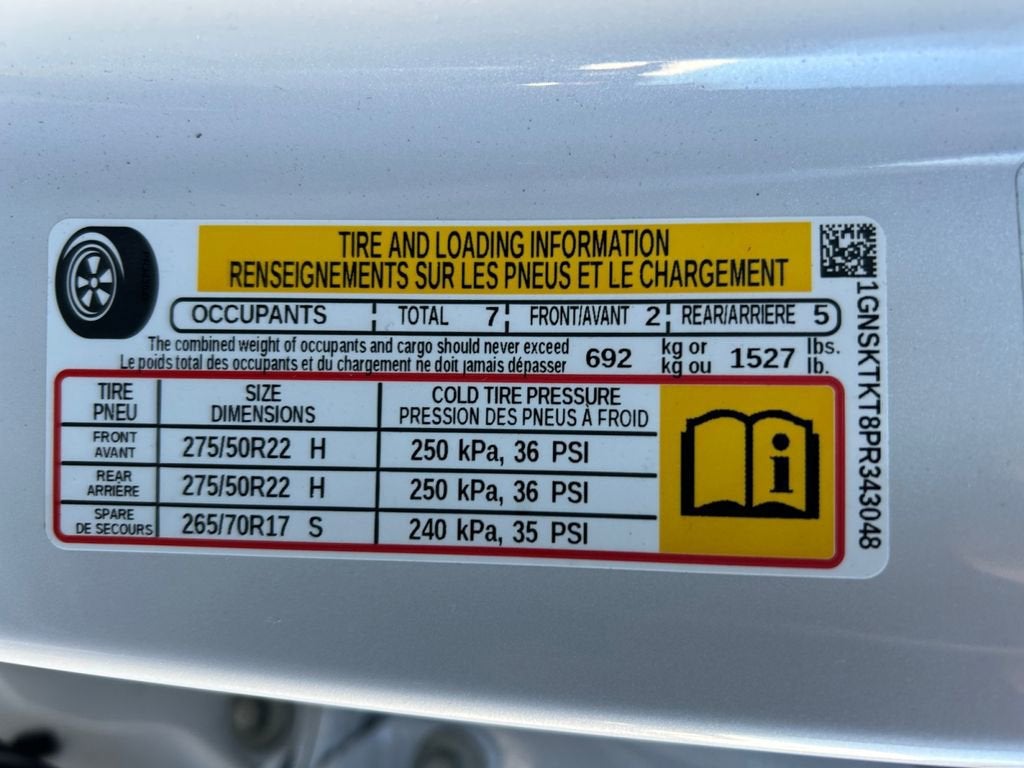 TIRE AND LOADING INFORMATION
RENSEIGNEMENTS SUR LES PNEUS ET LE CHARGEMENT
OCCUPANTS TOTAL 7 FRONT/AVANT 2 REAR/ARRIERE 5
The combined weight of occupants and cargo should never exceed 692 kg or 1527 lbs.
Le poids total des occupants et du chargement ne doit jamais dépasser kg ou lb.
TIRE SIZE COLD TIRE PRESSURE
PNEU DIMENSIONS PRESSION DES PNEUS À FROID
FRONT AVANT 275/50R22 H 250 kPa, 36 PSI
REAR ARRIÈRE 275/50R22 H 250 kPa, 36 PSI
SPARE DE SECOURS 265/70R17 S 240 kPa, 35 PSI
1GNSKTKT8PR343048